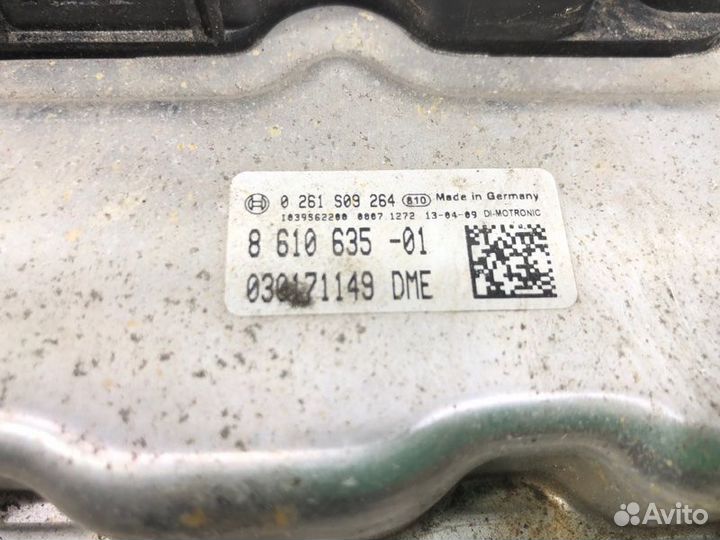 0 261 S09 264 810 Made in Germany
1039S62200 0007 1272 13-04-09 DI-MOTRONIC
8 610 635 -01
030171149 DME
Avito